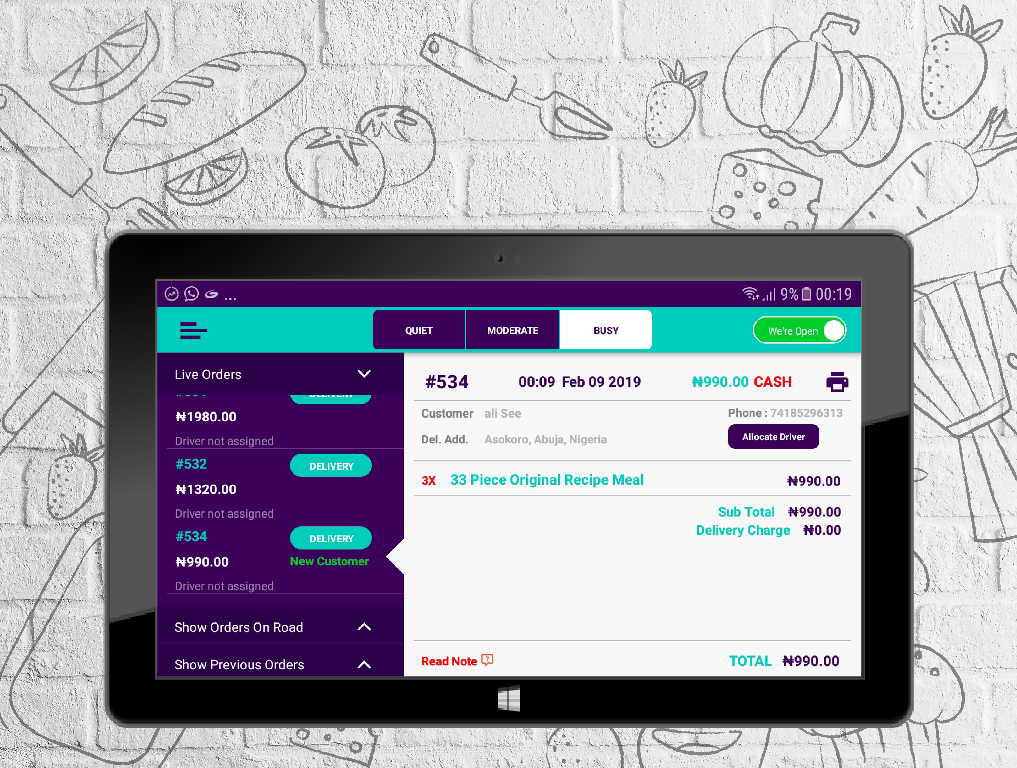 ... 9% 00:19
QUIET MODERATE BUSY We're Open
Live Orders
DELIVERY
₦1980.00
Driver not assigned
#532 DELIVERY
₦1320.00
Driver not assigned
#534 DELIVERY
₦990.00 New Customer
Driver not assigned
Show Orders On Road
Show Previous Orders
#534 00:09 Feb 09 2019 ₦990.00 CASH
Customer ali See Phone : 74185296313
Del. Add. Asokoro, Abuja, Nigeria Allocate Driver
3X 33 Piece Original Recipe Meal ₦990.00
Sub Total ₦990.00
Delivery Charge ₦0.00
Read Note TOTAL ₦990.00